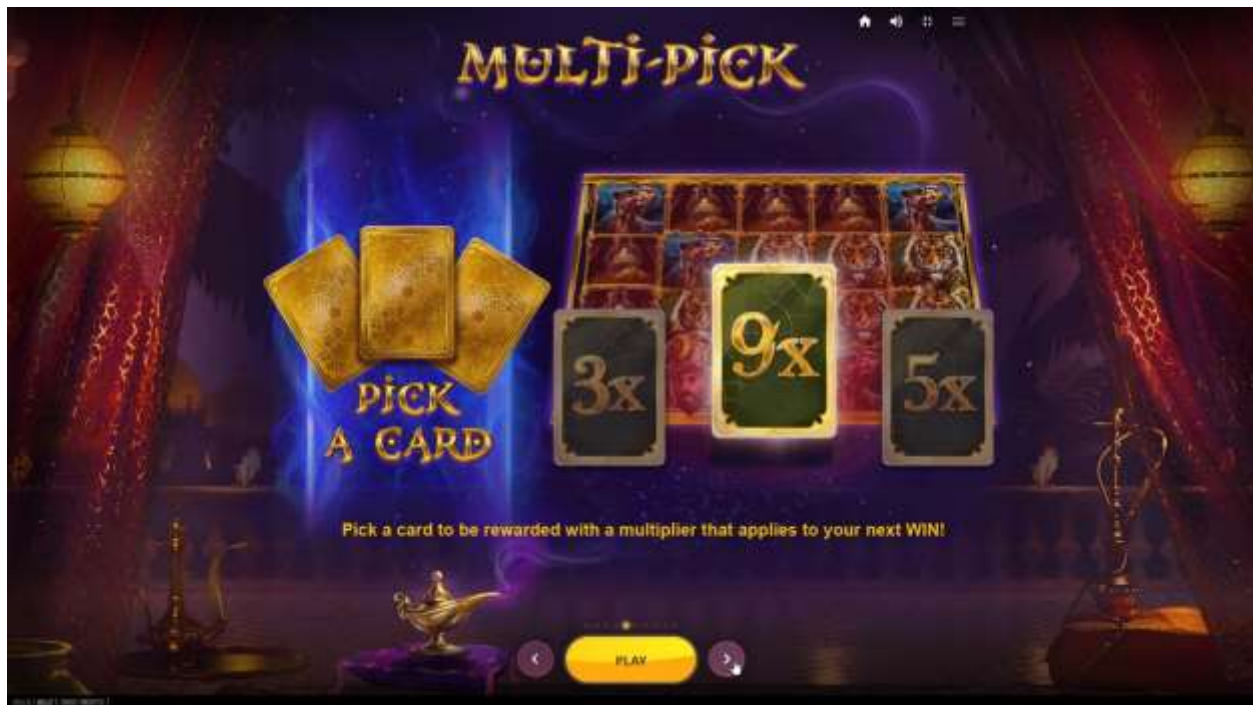 MULTI-PICK
3x
9x
5x
PICK
A CARD
Pick a card to be rewarded with a multiplier that applies to your next WIN!
PLAY